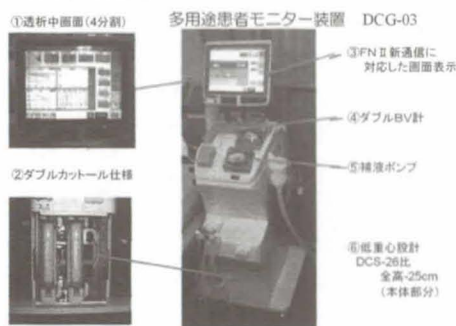 多用途患者モニター装置 DCG-03
①透析中画面(4分割)
②ダブルカットール仕様
③FNⅡ新通信に
対応した画面表示
④ダブルBV計
⑤補液ポンプ
⑥低重心設計
DCS-26比
全高-25cm
(本体部分)